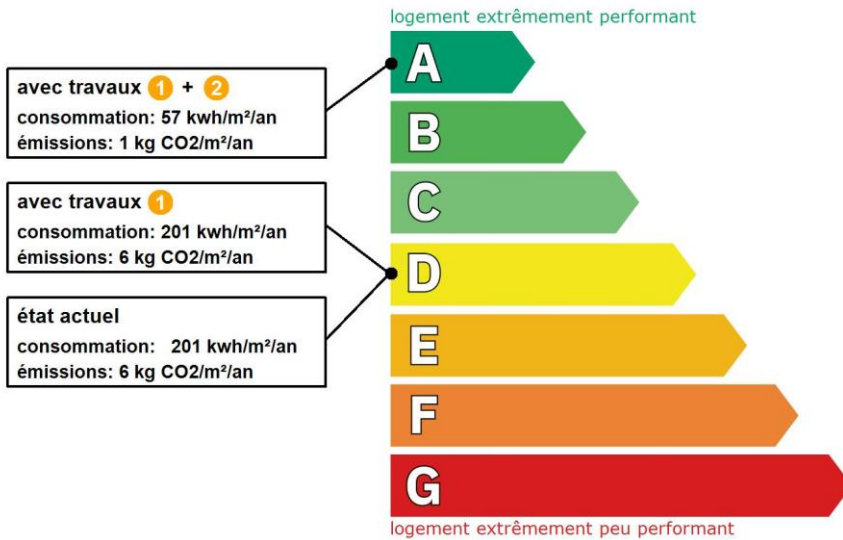 logement extrêmement performant
avec travaux 1 + 2
consommation: 57 kwh/m²/an
émissions: 1 kg CO2/m²/an
avec travaux 1
consommation: 201 kwh/m²/an
émissions: 6 kg CO2/m²/an
état actuel
consommation: 201 kwh/m²/an
émissions: 6 kg CO2/m²/an
A
B
C
D
E
F
G
logement extrêmement peu performant